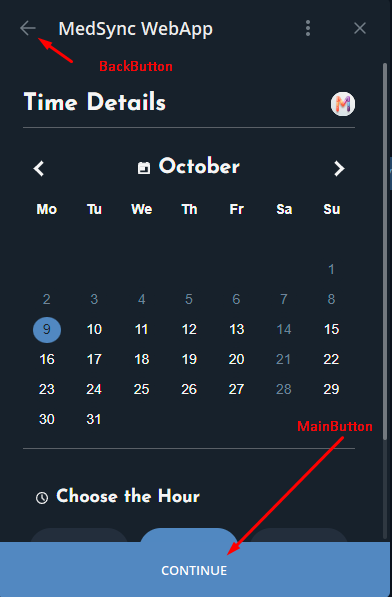 MedSync WebApp
BackButton
Time Details
M
October
Mo Tu We Th Fr Sa Su
1
2 3 4 5 6 7 8
9 10 11 12 13 14 15
16 17 18 19 20 21 22
23 24 25 26 27 28 29
30 31
MainButton
Choose the Hour
CONTINUE